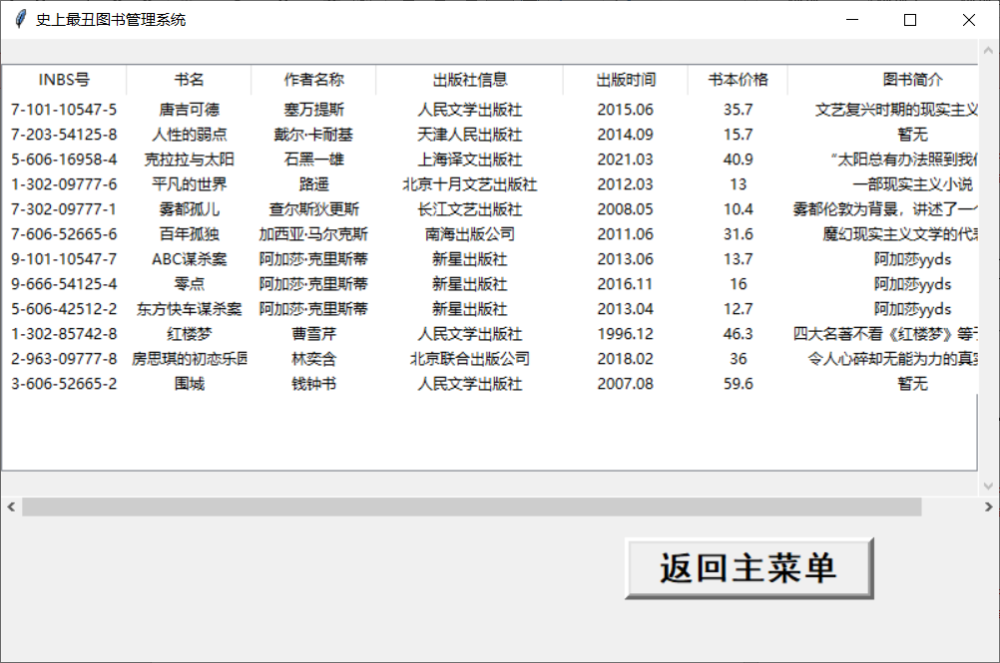 史上最丑图书管理系统
INBS号 书名 作者名称 出版社信息 出版时间 书本价格 图书简介
7-101-10547-5 唐吉可德 塞万提斯 人民文学出版社 2015.06 35.7 文艺复兴时期的现实主义
7-203-54125-8 人性的弱点 戴尔·卡耐基 天津人民出版社 2014.09 15.7 暂无
5-606-16958-4 克拉拉与太阳 石黑一雄 上海译文出版社 2021.03 40.9 “太阳总有办法照到我们
1-302-09777-6 平凡的世界 路遥 北京十月文艺出版社 2012.03 13 一部现实主义小说
7-302-09777-1 雾都孤儿 查尔斯狄更斯 长江文艺出版社 2008.05 10.4 雾都伦敦为背景，讲述了一个
7-606-52665-6 百年孤独 加西亚·马尔克斯 南海出版公司 2011.06 31.6 魔幻现实主义文学的代表
9-101-10547-7 ABC谋杀案 阿加莎·克里斯蒂 新星出版社 2013.06 13.7 阿加莎yyds
9-666-54125-4 零点 阿加莎·克里斯蒂 新星出版社 2016.11 16 阿加莎yyds
5-606-42512-2 东方快车谋杀案 阿加莎·克里斯蒂 新星出版社 2013.04 12.7 阿加莎yyds
1-302-85742-8 红楼梦 曹雪芹 人民文学出版社 1996.12 46.3 四大名著不看《红楼梦》等于
2-963-09777-8 房思琪的初恋乐园 林奕含 北京联合出版公司 2018.02 36 令人心碎却无能为力的真实
3-606-52665-2 围城 钱钟书 人民文学出版社 2007.08 59.6 暂无
返回主菜单